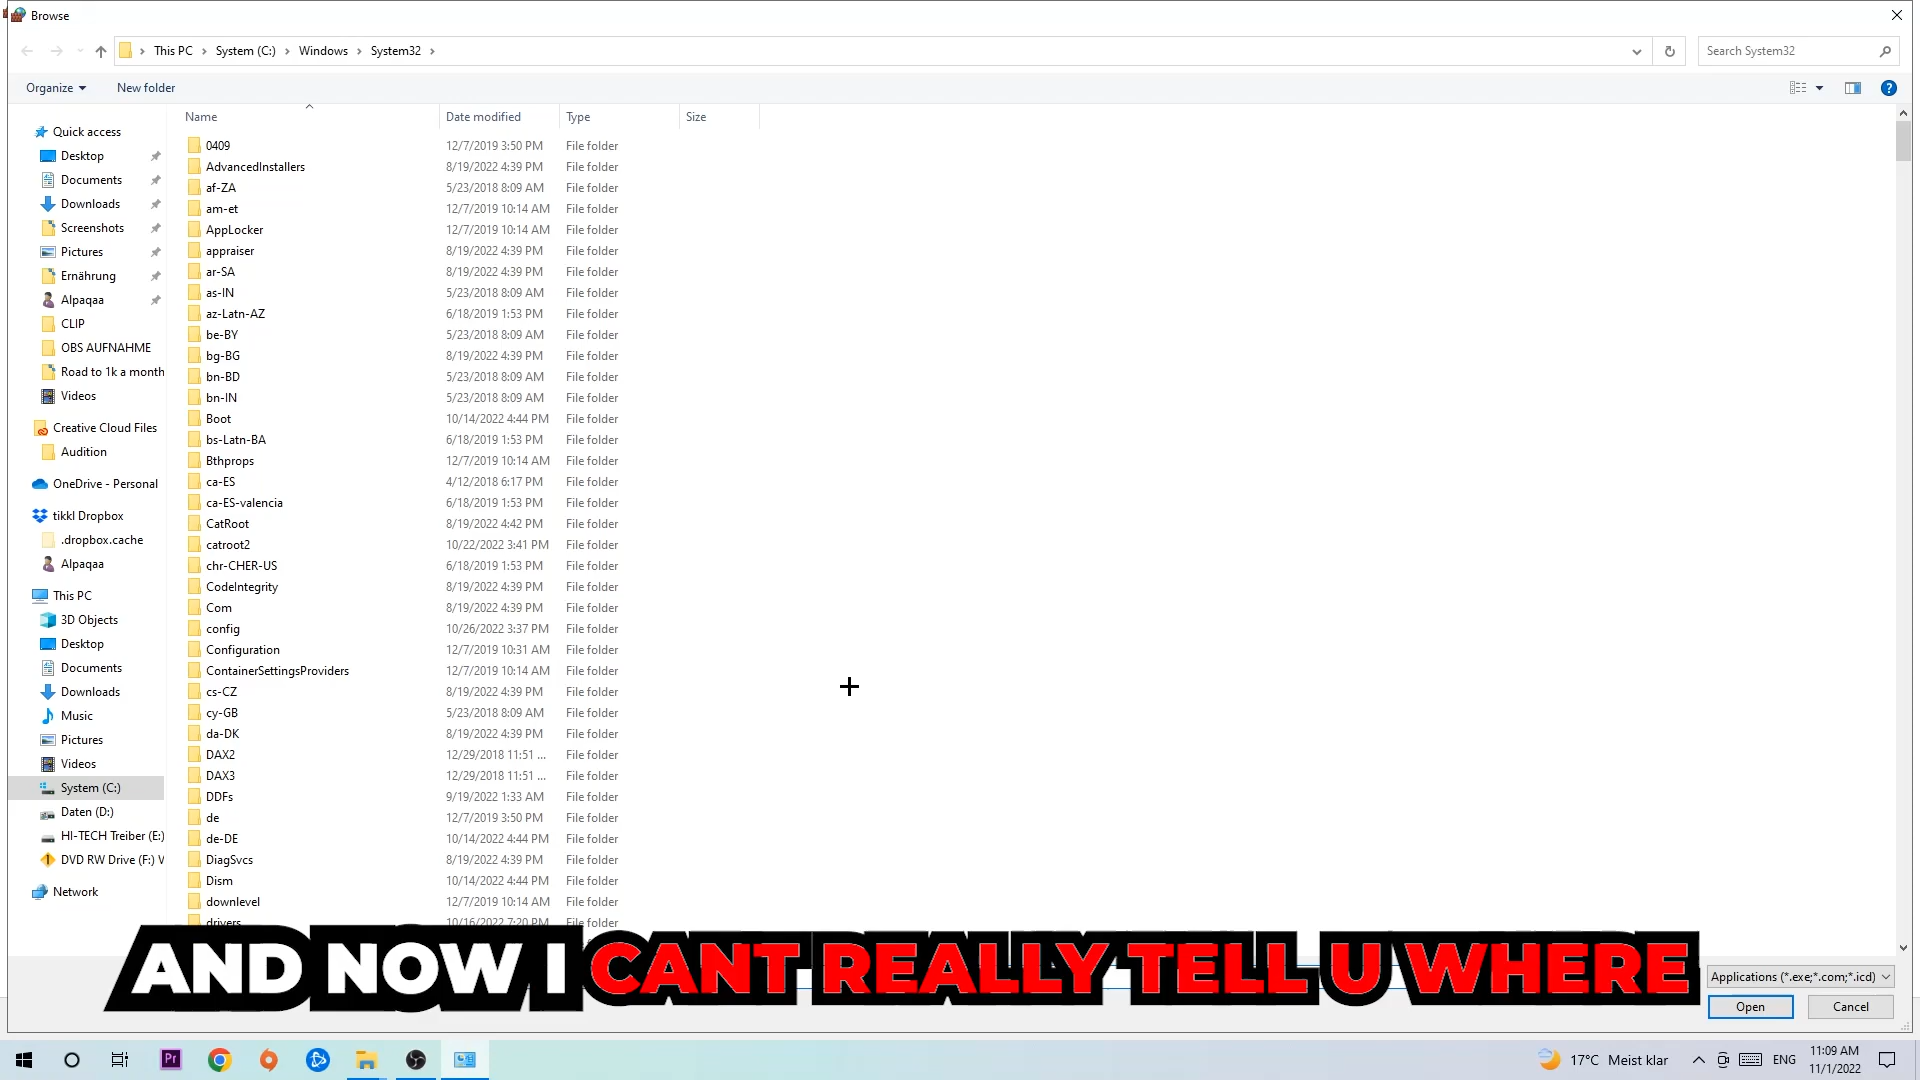 Browse
This PC > System (C:) > Windows > System32 >
Search System32
Organize
New folder
Name Date modified Type Size
Quick access
Desktop
Documents
Downloads
Screenshots
Pictures
Ernährung
Alpaqaa
CLIP
OBS AUFNAHME
Road to 1k a month
Videos
Creative Cloud Files
Audition
OneDrive - Personal
tikkl Dropbox
.dropbox.cache
Alpaqaa
This PC
3D Objects
Desktop
Documents
Downloads
Music
Pictures
Videos
System (C:)
Daten (D:)
HI-TECH Treiber (E:)
DVD RW Drive (F:) V
Network
0409 12/7/2019 3:50 PM File folder
AdvancedInstallers 8/19/2022 4:39 PM File folder
af-ZA 5/23/2018 8:09 AM File folder
am-et 12/7/2019 10:14 AM File folder
AppLocker 12/7/2019 10:14 AM File folder
appraiser 8/19/2022 4:39 PM File folder
ar-SA 8/19/2022 4:39 PM File folder
as-IN 5/23/2018 8:09 AM File folder
az-Latn-AZ 6/18/2019 1:53 PM File folder
be-BY 5/23/2018 8:09 AM File folder
bg-BG 8/19/2022 4:39 PM File folder
bn-BD 5/23/2018 8:09 AM File folder
bn-IN 5/23/2018 8:09 AM File folder
Boot 10/14/2022 4:44 PM File folder
bs-Latn-BA 6/18/2019 1:53 PM File folder
Bthprops 12/7/2019 10:14 AM File folder
ca-ES 4/12/2018 6:17 PM File folder
ca-ES-valencia 6/18/2019 1:53 PM File folder
CatRoot 8/19/2022 4:42 PM File folder
catroot2 10/22/2022 3:41 PM File folder
chr-CHER-US 6/18/2019 1:53 PM File folder
CodeIntegrity 8/19/2022 4:39 PM File folder
Com 8/19/2022 4:39 PM File folder
config 10/26/2022 3:37 PM File folder
Configuration 12/7/2019 10:31 AM File folder
ContainerSettingsProviders 12/7/2019 10:14 AM File folder
cs-CZ 8/19/2022 4:39 PM File folder
cy-GB 5/23/2018 8:09 AM File folder
da-DK 8/19/2022 4:39 PM File folder
DAX2 12/29/2018 11:51 ... File folder
DAX3 12/29/2018 11:51 ... File folder
DDFs 9/19/2022 1:33 AM File folder
de 12/7/2019 3:50 PM File folder
de-DE 10/14/2022 4:44 PM File folder
DiagSvcs 8/19/2022 4:39 PM File folder
Dism 10/14/2022 4:44 PM File folder
downlevel 12/7/2019 10:14 AM File folder
drivers 10/16/2022 7:20 PM File folder
AND NOW I CANT REALLY TELL U WHERE
Applications (*.exe;*.com;*.icd)
Open Cancel
Pr
17°C Meist klar
ENG
11:09 AM
11/1/2022